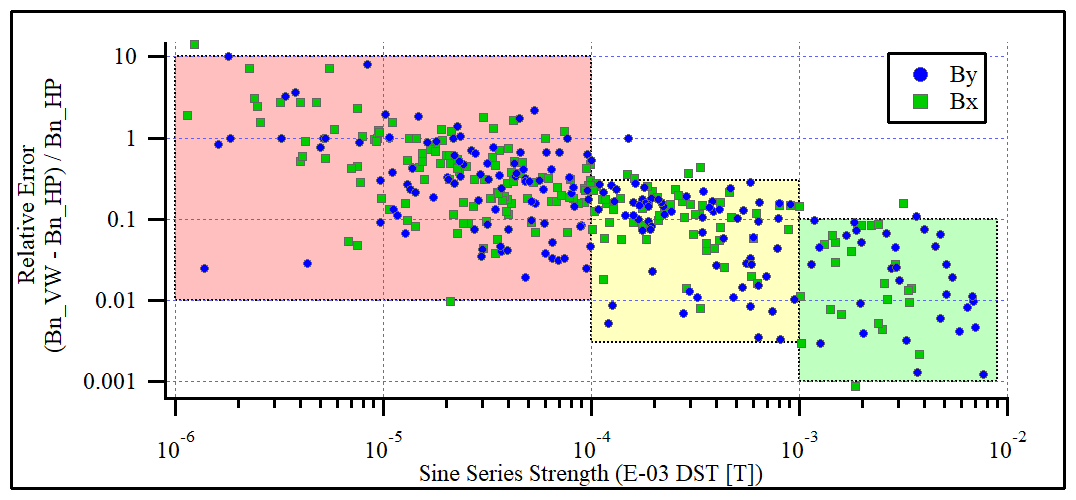 10
1
0.1
0.01
0.001
Relative Error
(Bn_VW - Bn_HP) / Bn_HP
By
Bx
10^-6
10^-5
10^-4
10^-3
10^-2
Sine Series Strength (E-03 DST [T])